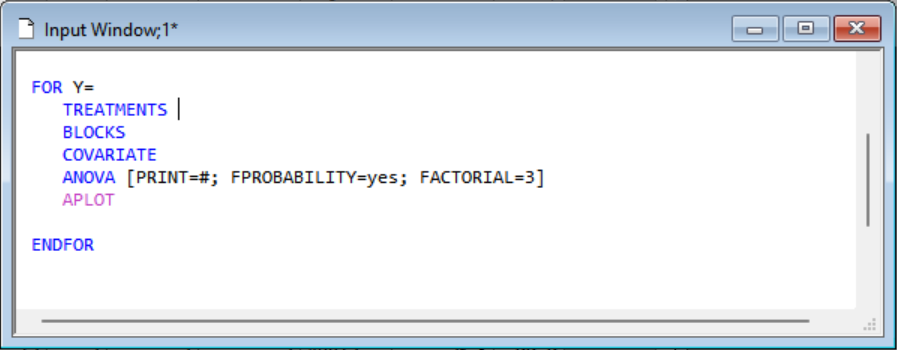 Input Window;1*
FOR Y=
TREATMENTS
BLOCKS
COVARIATE
ANOVA [PRINT=#; FPROBABILITY=yes; FACTORIAL=3]
APLOT
ENDFOR